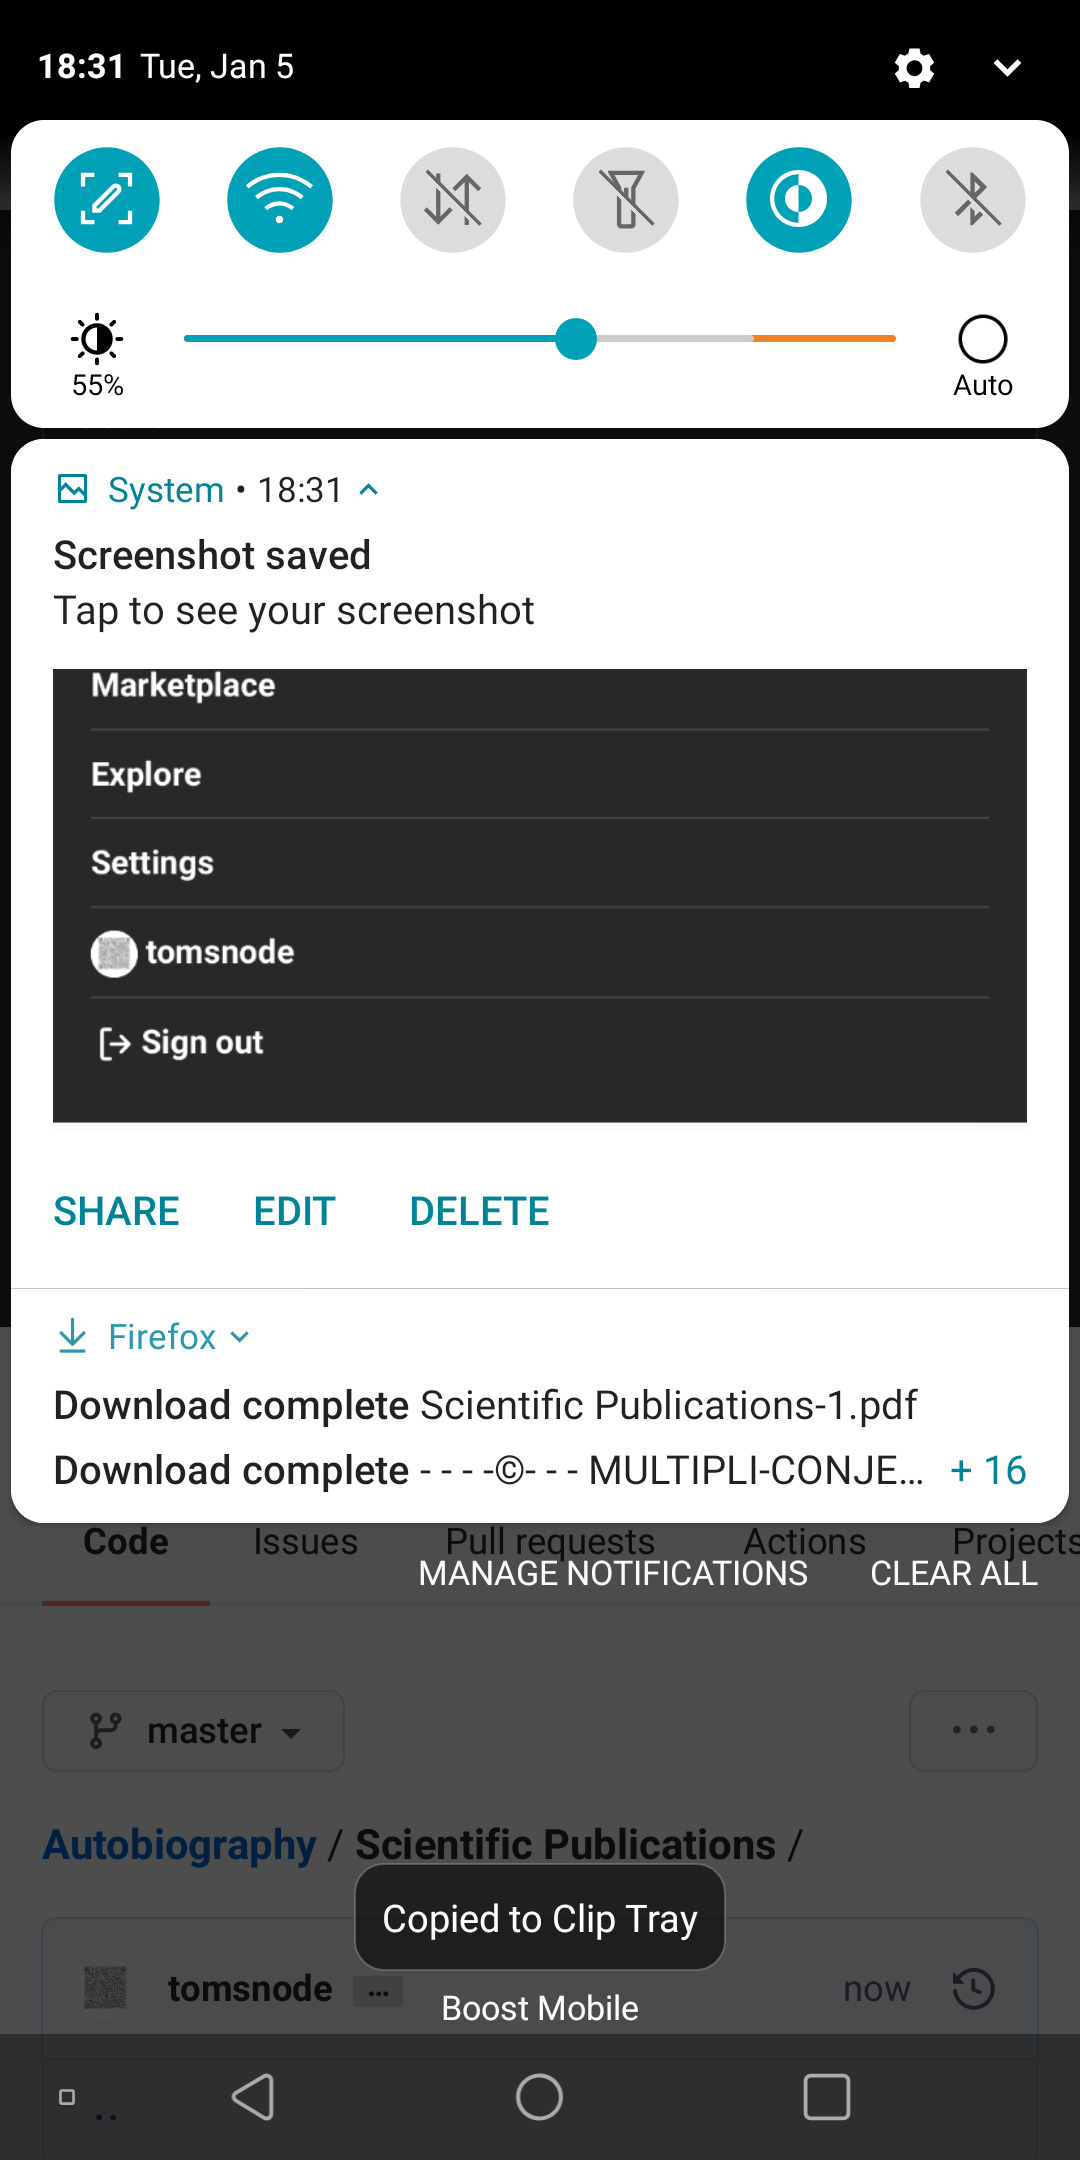 18:31 Tue, Jan 5
55%
Auto
System • 18:31
Screenshot saved
Tap to see your screenshot
Marketplace
Explore
Settings
tomsnode
Sign out
SHARE EDIT DELETE
Firefox
Download complete Scientific Publications-1.pdf
Download complete - - - -©- - - MULTIPLI-CONJE... + 16
Code Issues Pull requests Actions Projects
MANAGE NOTIFICATIONS CLEAR ALL
master
Autobiography / Scientific Publications /
Copied to Clip Tray
tomsnode ... now
Boost Mobile
..